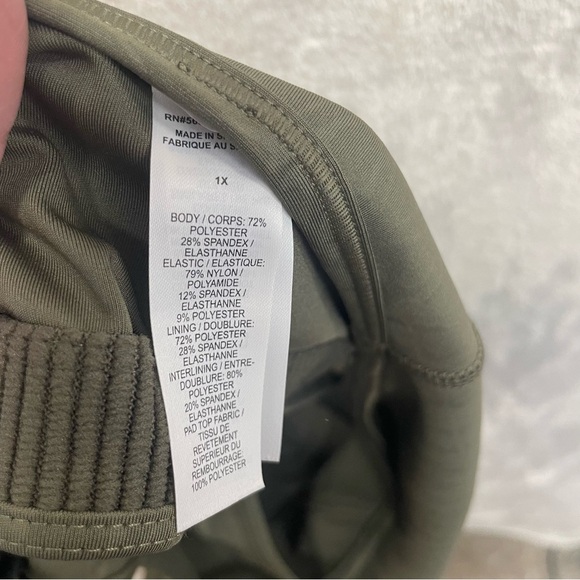 RN#56
MADE IN S
FABRIQUE AU S
1X
BODY / CORPS: 72%
POLYESTER
28% SPANDEX /
ELASTHANNE
ELASTIC / ELASTIQUE:
79% NYLON /
POLYAMIDE
12% SPANDEX /
ELASTHANNE
9% POLYESTER
LINING / DOUBLURE:
72% POLYESTER
28% SPANDEX /
ELASTHANNE
INTERLINING / ENTRE-
DOUBLURE: 80%
POLYESTER
20% SPANDEX /
ELASTHANNE
PAD TOP FABRIC /
TISSU DE
REVETEMENT
SUPERIEUR DU
REMBOURRAGE:
100% POLYESTER